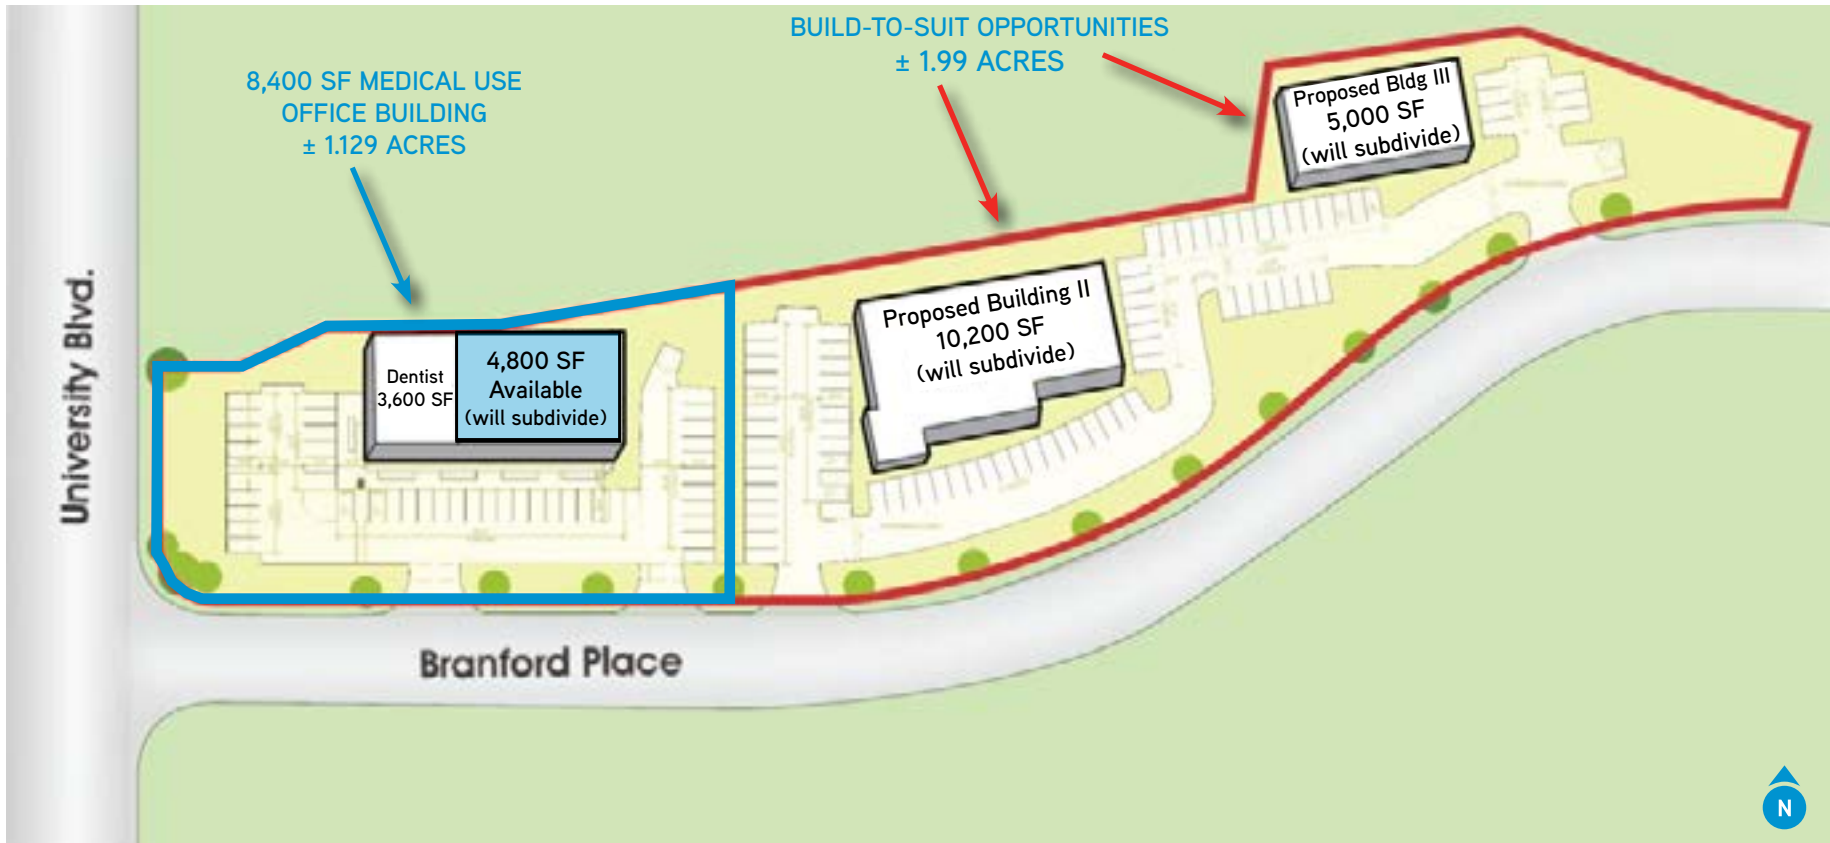 BUILD-TO-SUIT OPPORTUNITIES
± 1.99 ACRES
8,400 SF MEDICAL USE
OFFICE BUILDING
± 1.129 ACRES
Proposed Bldg III
5,000 SF
(will subdivide)
Proposed Building II
10,200 SF
(will subdivide)
Dentist
3,600 SF
4,800 SF
Available
(will subdivide)
University Blvd.
Branford Place
N